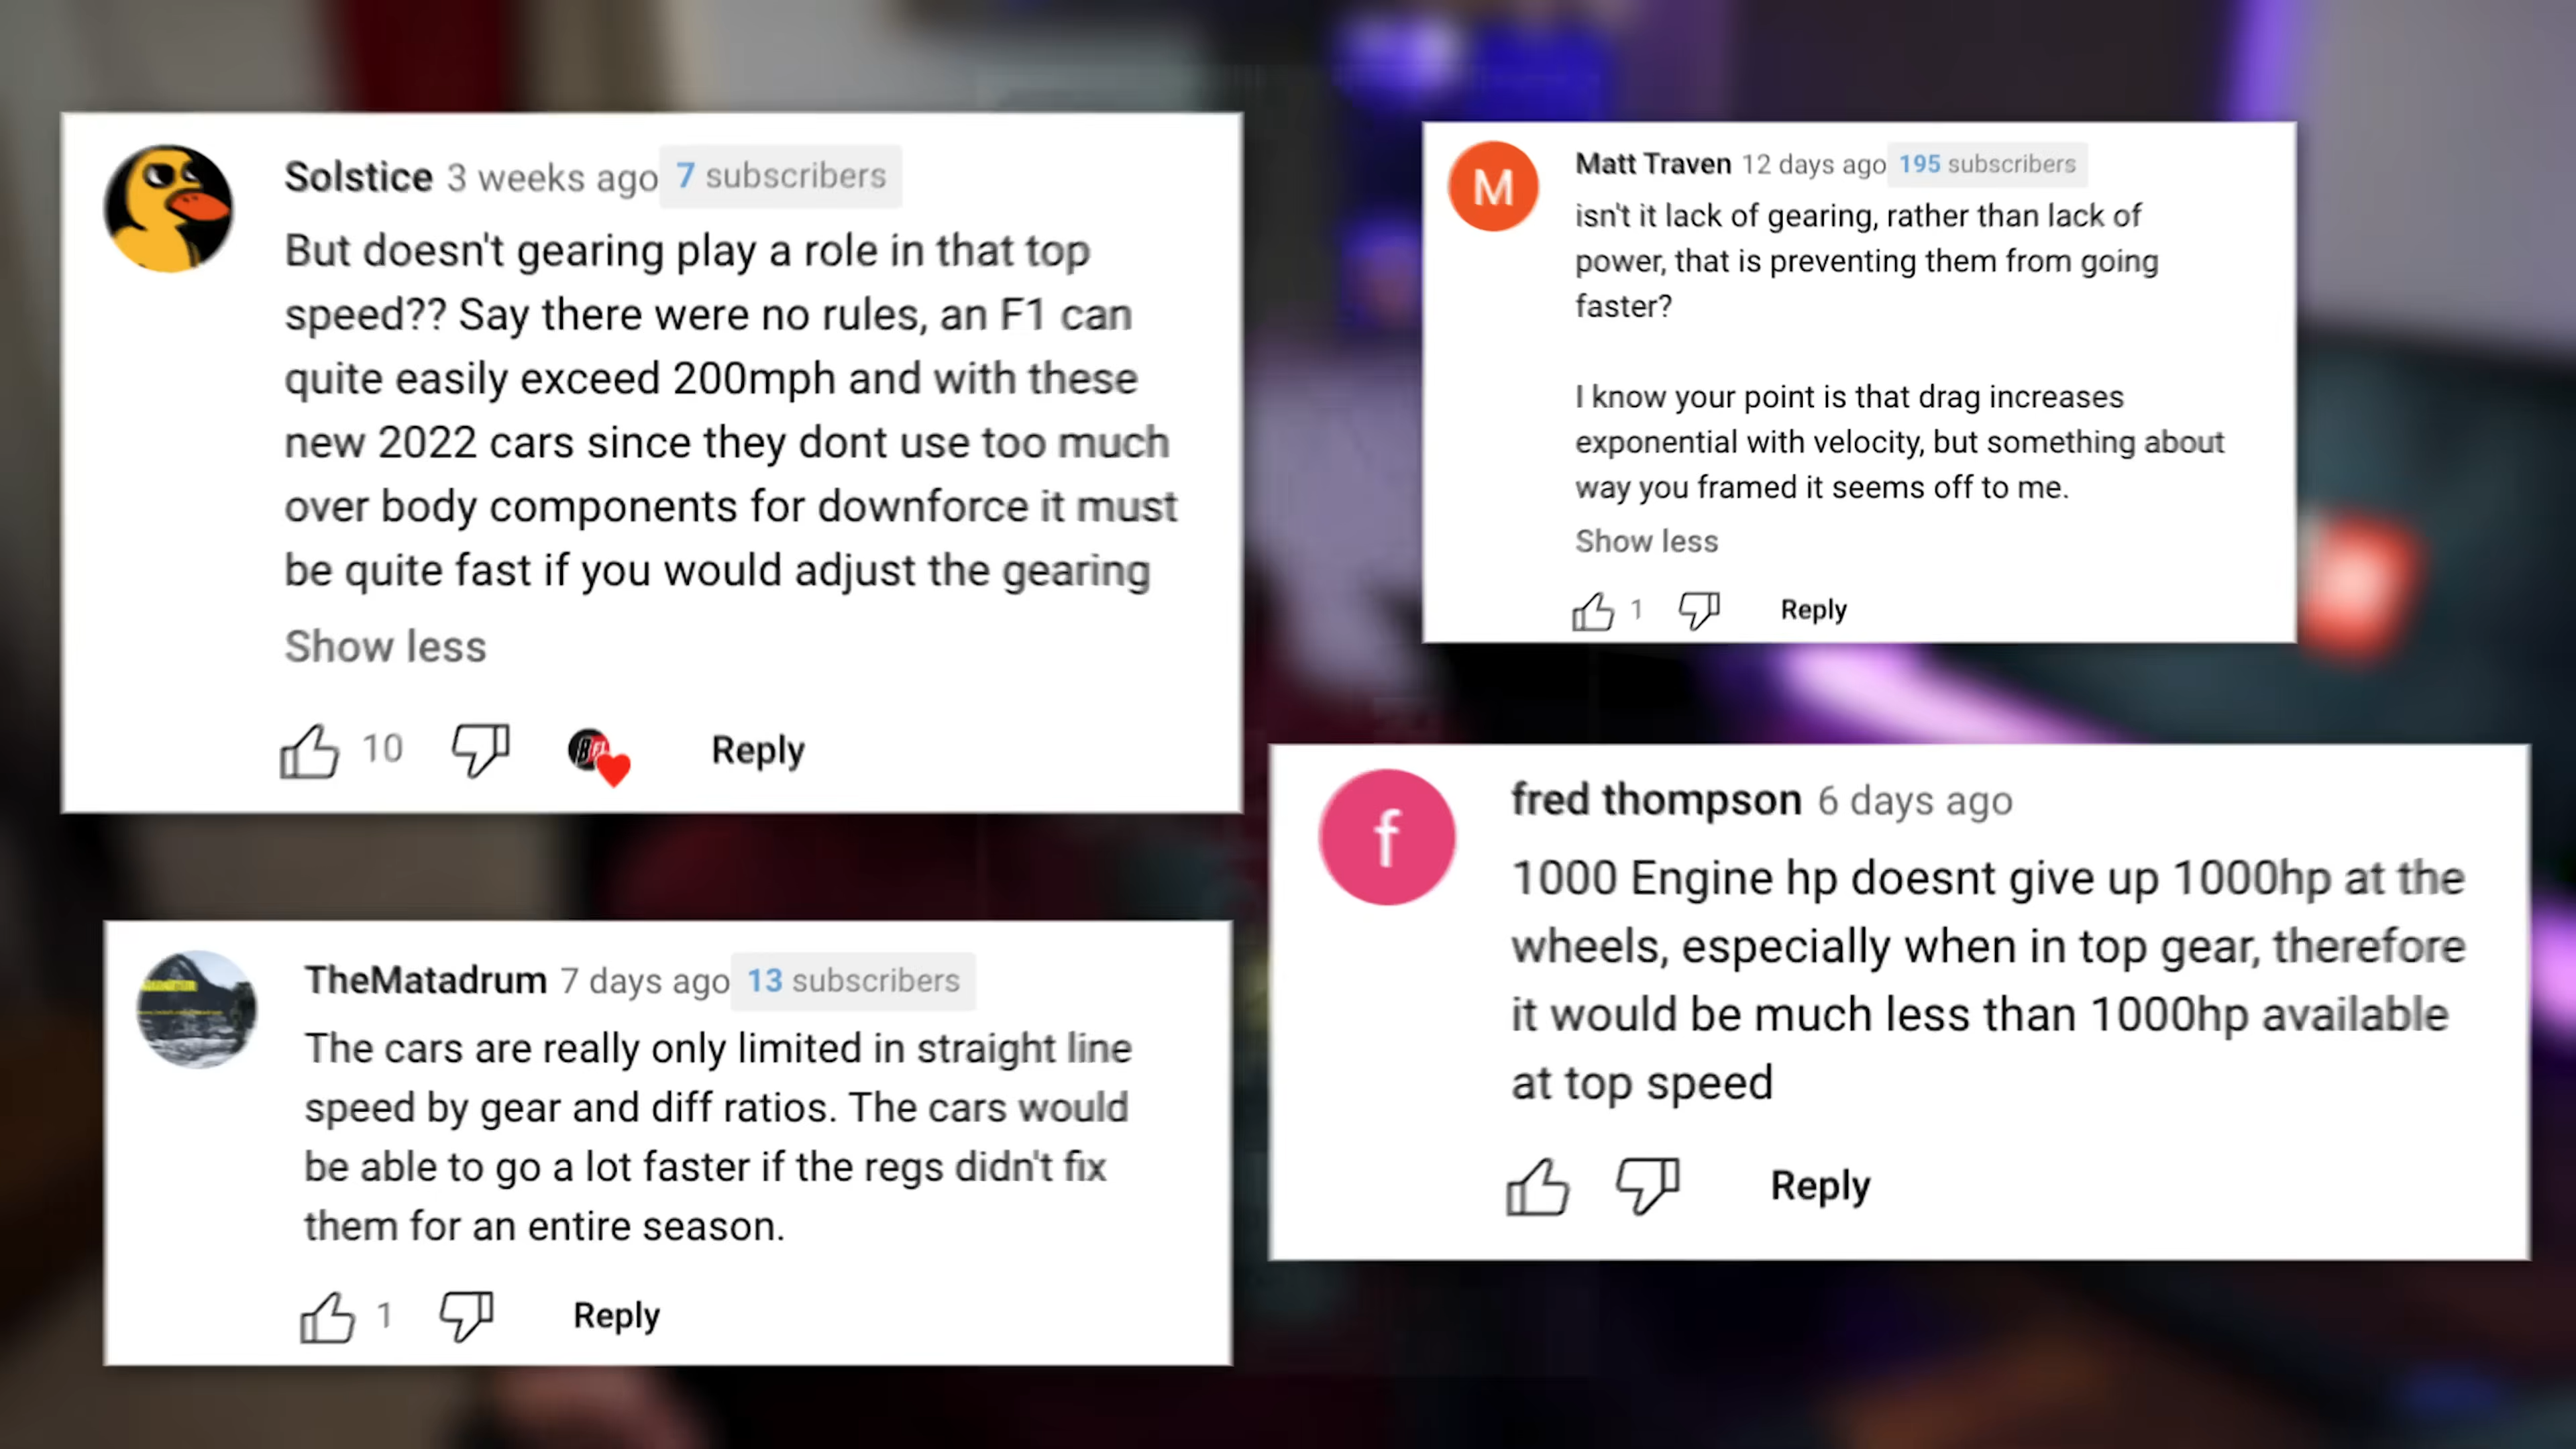 Solstice 3 weeks ago 7 subscribers
But doesn't gearing play a role in that top
speed?? Say there were no rules, an F1 can
quite easily exceed 200mph and with these
new 2022 cars since they dont use too much
over body components for downforce it must
be quite fast if you would adjust the gearing
Show less
10 Reply
M
Matt Traven 12 days ago 195 subscribers
isn't it lack of gearing, rather than lack of
power, that is preventing them from going
faster?
I know your point is that drag increases
exponential with velocity, but something about
way you framed it seems off to me.
Show less
1 Reply
TheMatadrum 7 days ago 13 subscribers
The cars are really only limited in straight line
speed by gear and diff ratios. The cars would
be able to go a lot faster if the regs didn't fix
them for an entire season.
1 Reply
f
fred thompson 6 days ago
1000 Engine hp doesnt give up 1000hp at the
wheels, especially when in top gear, therefore
it would be much less than 1000hp available
at top speed
Reply